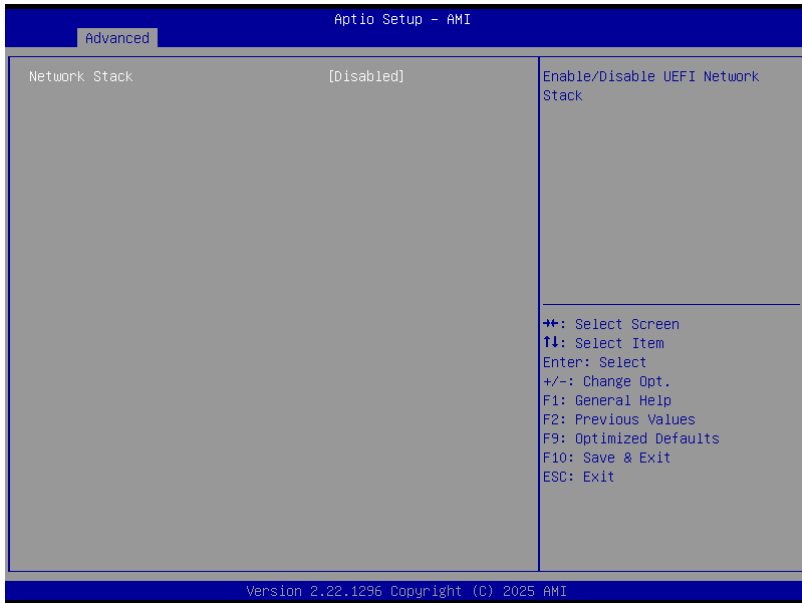 Aptio Setup - AMI
Advanced
Network Stack [Disabled]
Enable/Disable UEFI Network
Stack
→←: Select Screen
↑↓: Select Item
Enter: Select
+/-: Change Opt.
F1: General Help
F2: Previous Values
F9: Optimized Defaults
F10: Save & Exit
ESC: Exit
Version 2.22.1296 Copyright (C) 2025 AMI